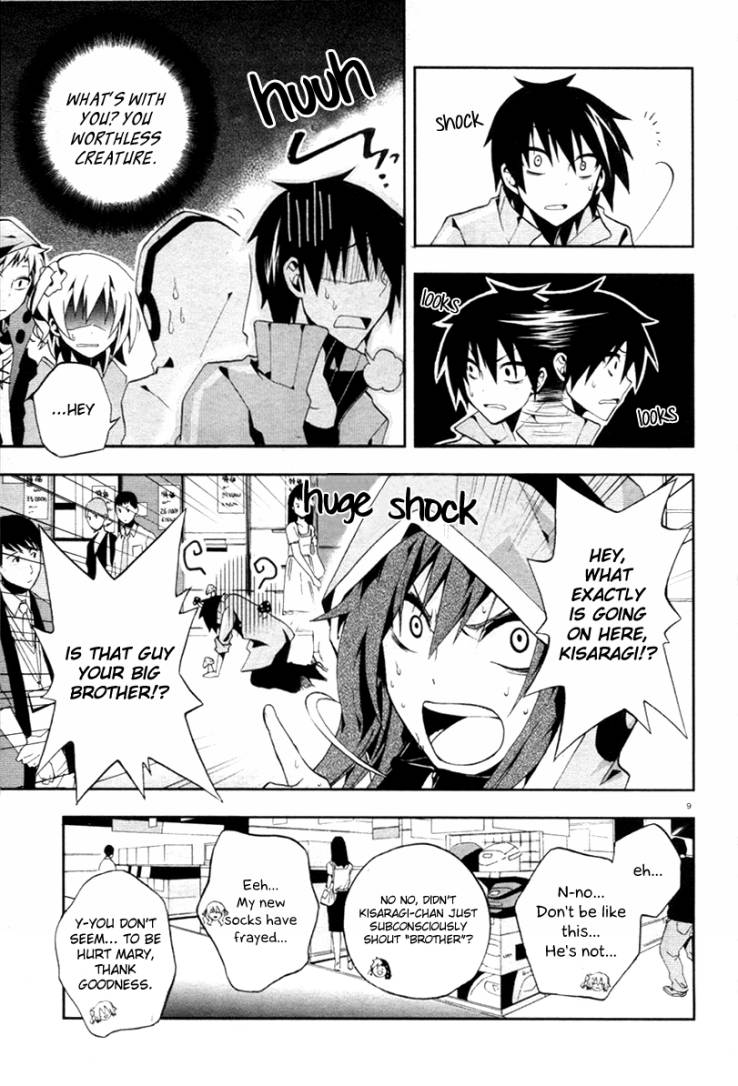 shock
looks
looks
huuh
WHAT'S WITH
YOU? YOU
WORTHLESS
CREATURE.
...HEY
huge shock
HEY,
WHAT
EXACTLY
IS GOING
ON HERE,
KISARAGI!?
IS THAT GUY
YOUR BIG
BROTHER!?
9
eh...
N-no...
Don't be like
this...
He's not...
NO NO, DIDN'T
KISARAGI-CHAN JUST
SUBCONSCIOUSLY
SHOUT "BROTHER"?
Eeh...
My new
socks have
frayed...
Y-YOU DON'T
SEEM... TO BE
HURT MARY,
THANK
GOODNESS.